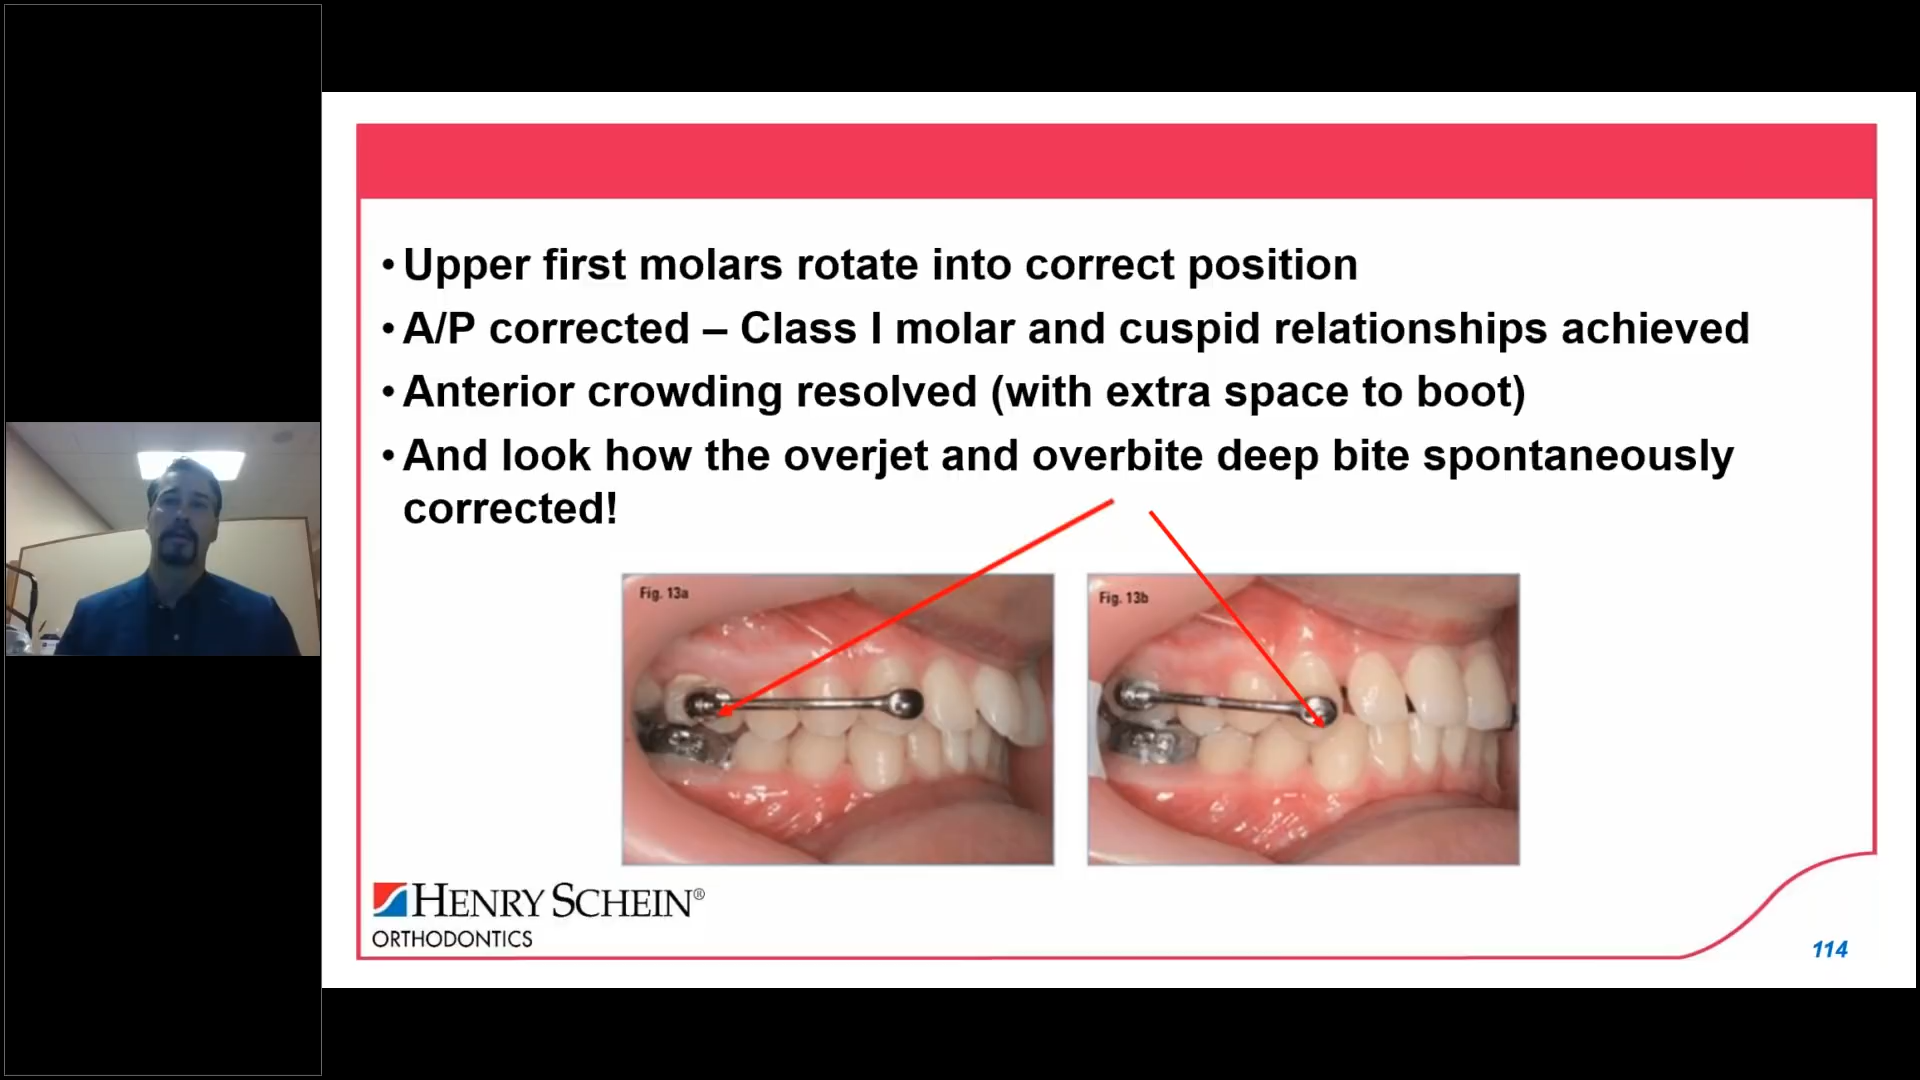 • Upper first molars rotate into correct position
• A/P corrected – Class I molar and cuspid relationships achieved
• Anterior crowding resolved (with extra space to boot)
• And look how the overjet and overbite deep bite spontaneously
corrected!
Fig. 13a
Fig. 13b
HENRY SCHEIN®
ORTHODONTICS
114